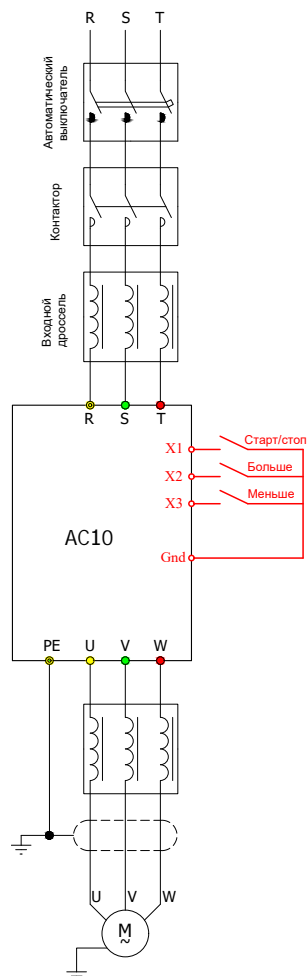 R S T
Автоматический
выключатель
Контактор
Входной
дроссель
R S T
X1 Старт/стоп
X2 Больше
X3 Меньше
AC10
Gnd
PE U V W
U V W
M
~